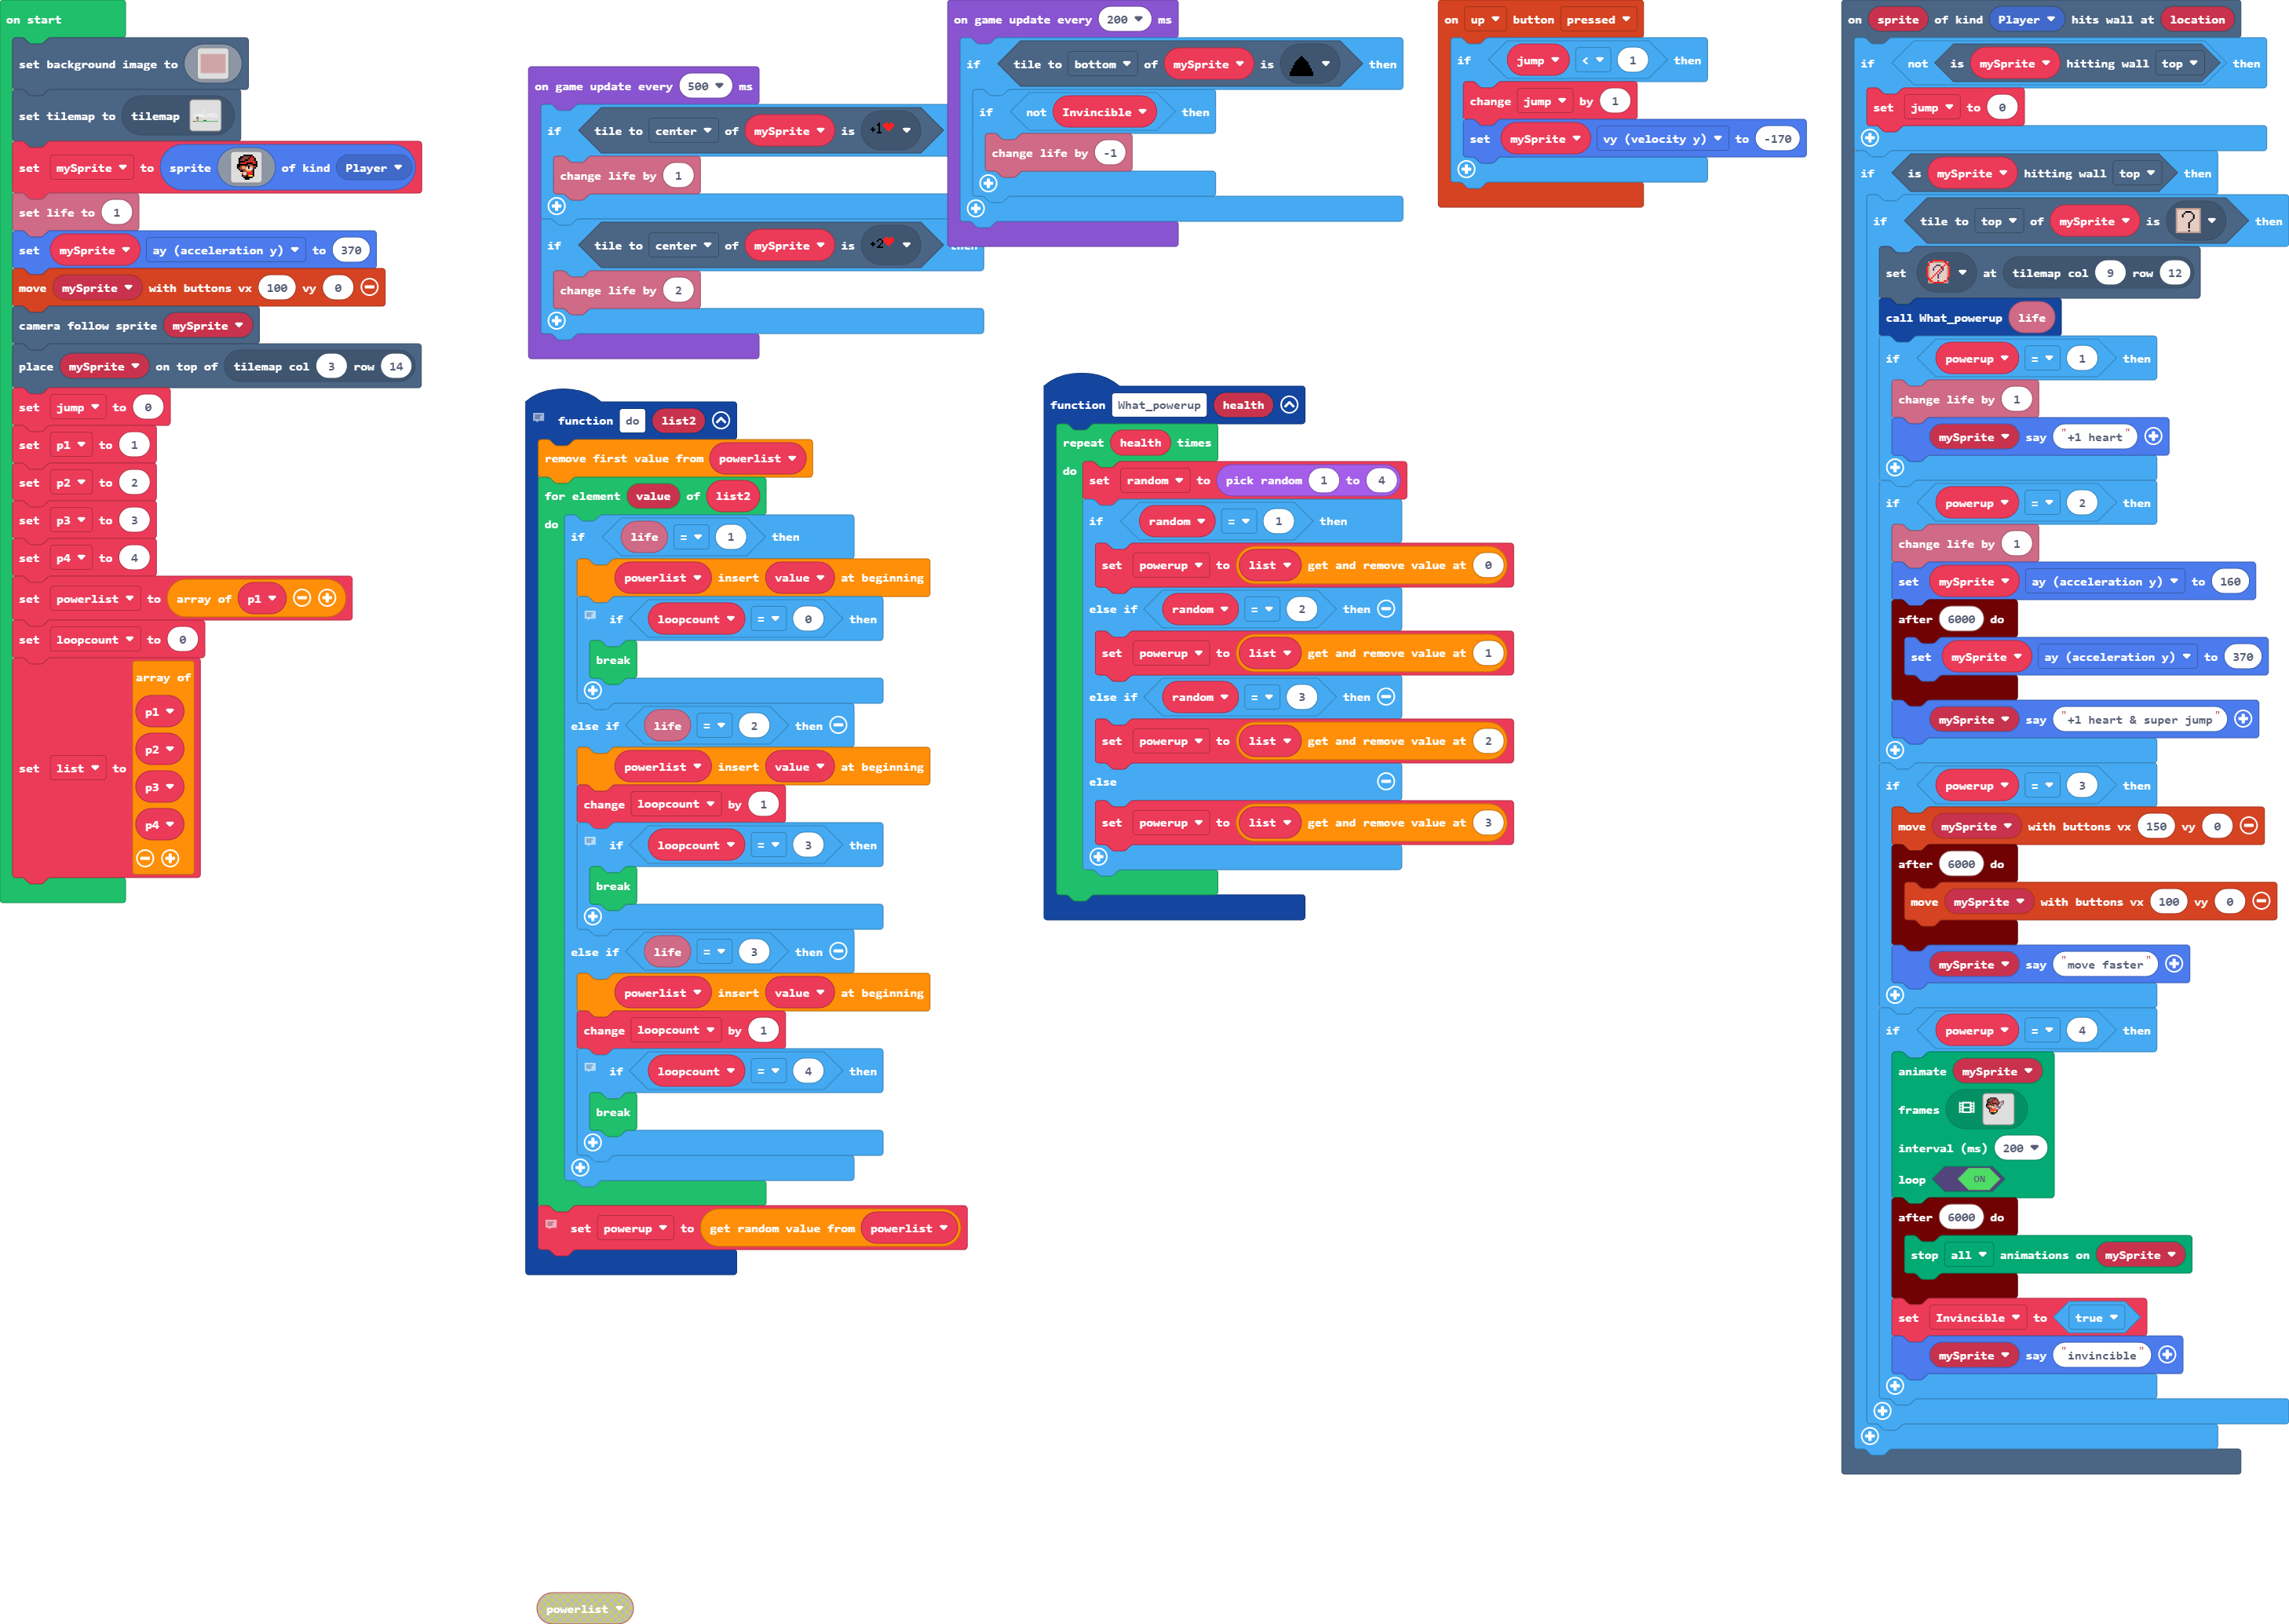 on start
set background image to
set tilemap to tilemap
set mySprite to sprite of kind Player
set life to 1
set mySprite ay (acceleration y) to 370
move mySprite with buttons vx 100 vy 0
camera follow sprite mySprite
place mySprite on top of tilemap col 3 row 14
set jump to 0
set p1 to 1
set p2 to 2
set p3 to 3
set p4 to 4
set powerlist to array of p1
set loopcount to 0
set list to array of
p1
p2
p3
p4
on game update every 500 ms
if tile to center of mySprite is +1
change life by 1
if tile to center of mySprite is +2 then
change life by 2
function do list2
remove first value from powerlist
for element value of list2
do
if life = 1 then
powerlist insert value at beginning
if loopcount = 0 then
break
else if life = 2 then
powerlist insert value at beginning
change loopcount by 1
if loopcount = 3 then
break
else if life = 3 then
powerlist insert value at beginning
change loopcount by 1
if loopcount = 4 then
break
set powerup to get random value from powerlist
powerlist
on game update every 200 ms
if tile to bottom of mySprite is then
if not Invincible then
change life by -1
function What_powerup health
repeat health times
do
set random to pick random 1 to 4
if random = 1 then
set powerup to list get and remove value at 0
else if random = 2 then
set powerup to list get and remove value at 1
else if random = 3 then
set powerup to list get and remove value at 2
else
set powerup to list get and remove value at 3
on up button pressed
if jump < 1 then
change jump by 1
set mySprite vy (velocity y) to -170
on sprite of kind Player hits wall at location
if not is mySprite hitting wall top then
set jump to 0
if is mySprite hitting wall top then
if tile to top of mySprite is ? then
set ? at tilemap col 9 row 12
call What_powerup life
if powerup = 1 then
change life by 1
mySprite say "+1 heart"
if powerup = 2 then
change life by 1
set mySprite ay (acceleration y) to 160
after 6000 do
set mySprite ay (acceleration y) to 370
mySprite say "+1 heart & super jump"
if powerup = 3 then
move mySprite with buttons vx 150 vy 0
after 6000 do
move mySprite with buttons vx 100 vy 0
mySprite say "move faster"
if powerup = 4 then
animate mySprite
frames
interval (ms) 200
loop ON
after 6000 do
stop all animations on mySprite
set Invincible to true
mySprite say "invincible"